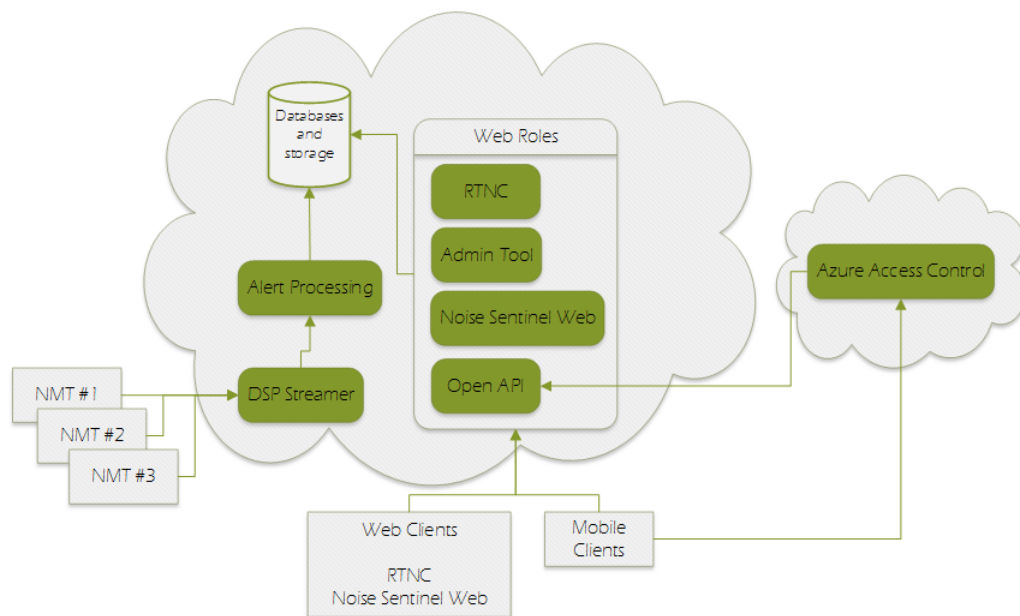 Databases
and
storage
Web Roles
RTNC
Admin Tool
Noise Sentinel Web
Open API
Alert Processing
DSP Streamer
NMT #1
NMT #2
NMT #3
Azure Access Control
Web Clients
RTNC
Noise Sentinel Web
Mobile
Clients